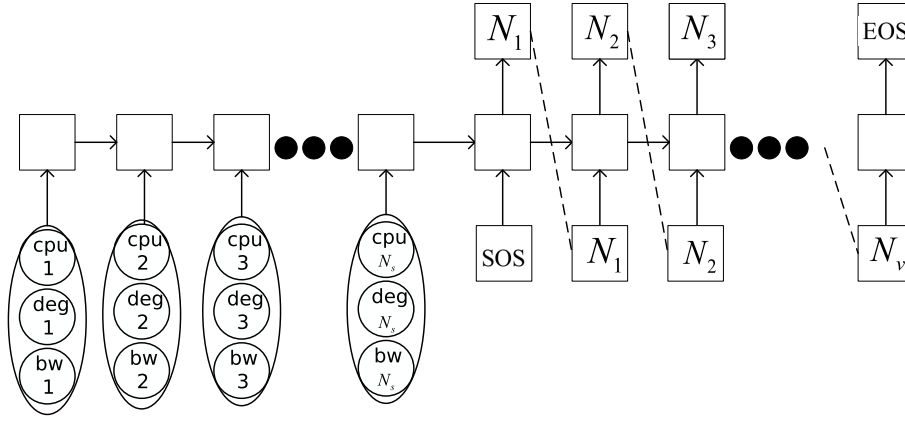 N₁ N₂ N₃ EOS
cpu 1 cpu 2 cpu 3 cpu Nₛ
deg 1 deg 2 deg 3 deg Nₛ
bw 1 bw 2 bw 3 bw Nₛ
SOS N₁ N₂ Nᵥ